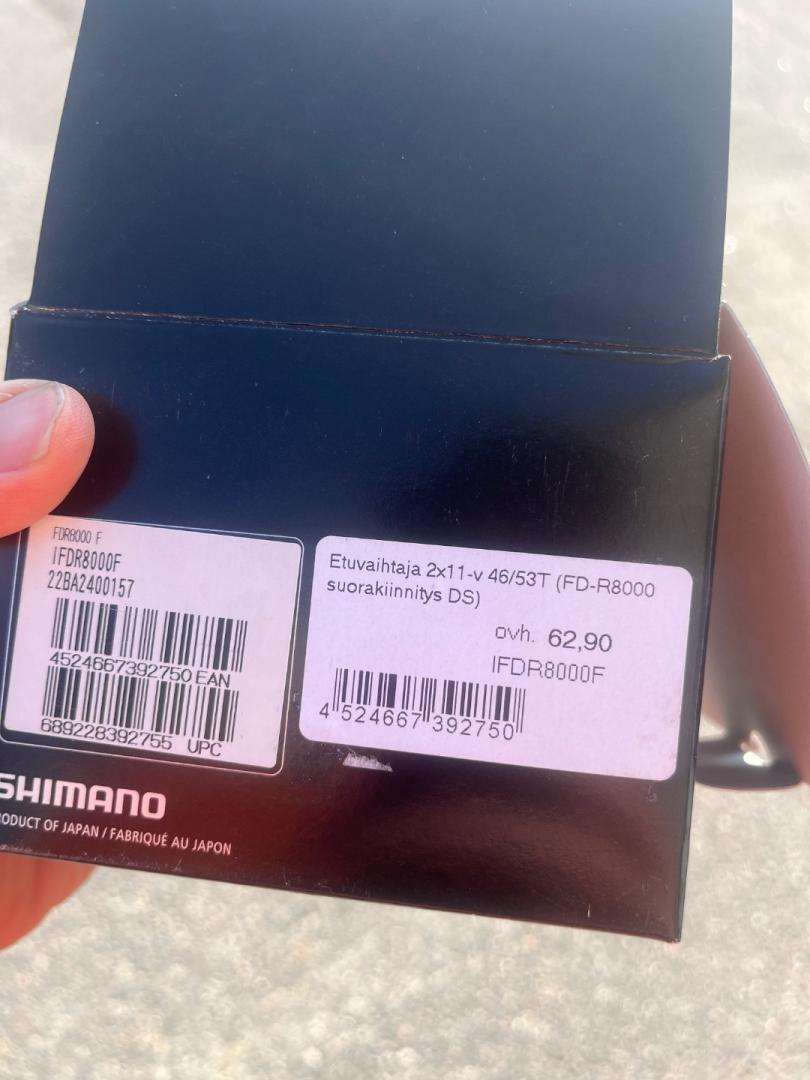 FDR8000 F
IFDR8000F
22BA2400157
4524667392750 EAN
689228392755 UPC
Etuvaihtaja 2x11-v 46/53T (FD-R8000
suorakiinnitys DS)
ovh. 62,90
IFDR8000F
4 524667 392750
SHIMANO
PRODUCT OF JAPAN / FABRIQUÉ AU JAPON